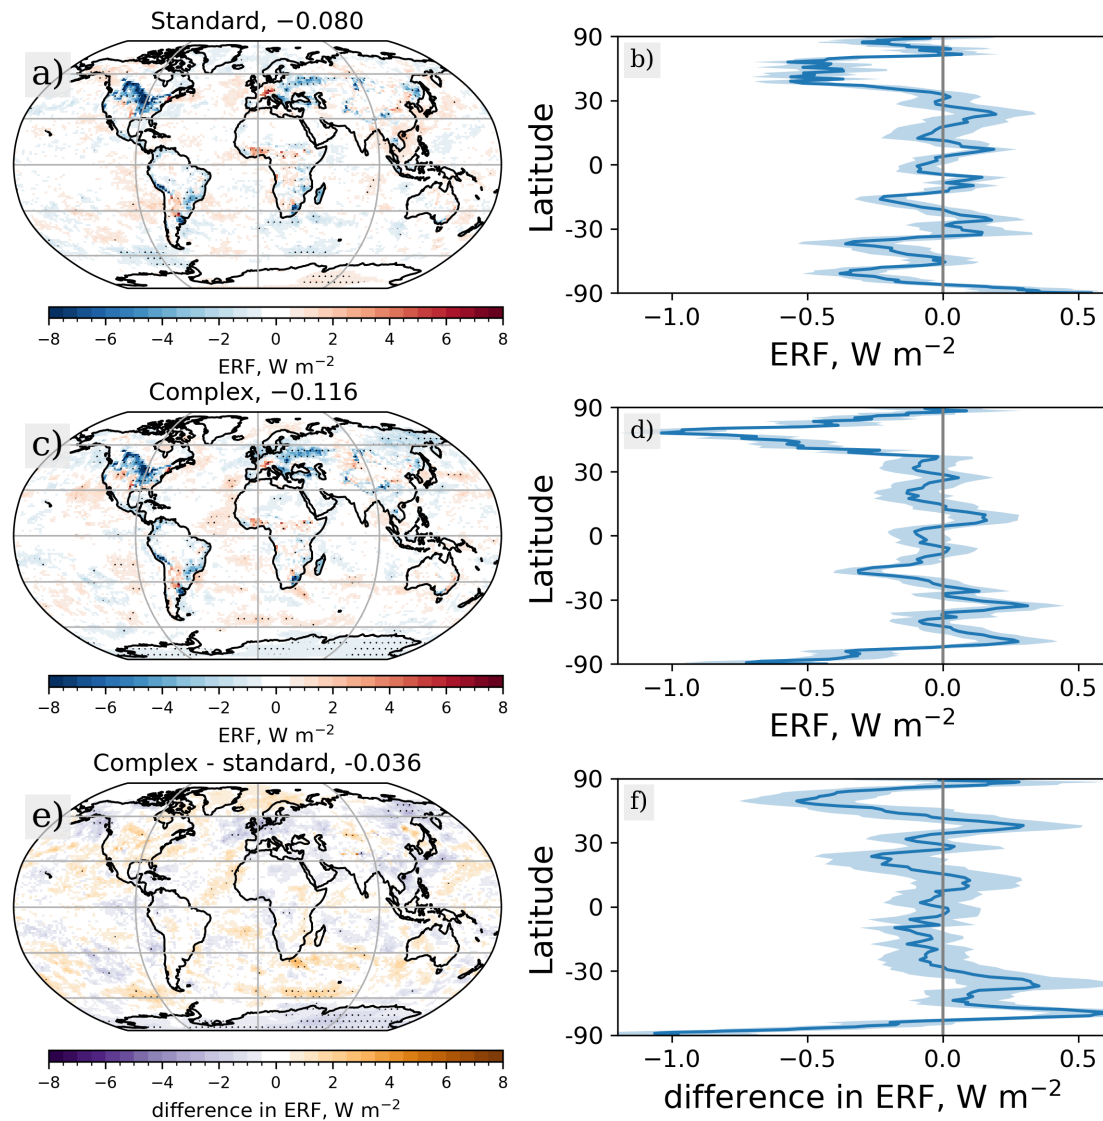 Standard, −0.080
a)
−8 −6 −4 −2 0 2 4 6 8
ERF, W m⁻²
b)
90
30
0
-30
-90
Latitude
−1.0 −0.5 0.0 0.5
ERF, W m⁻²
Complex, −0.116
c)
−8 −6 −4 −2 0 2 4 6 8
ERF, W m⁻²
d)
90
30
0
-30
-90
Latitude
−1.0 −0.5 0.0 0.5
ERF, W m⁻²
Complex - standard, -0.036
e)
−8 −6 −4 −2 0 2 4 6 8
difference in ERF, W m⁻²
f)
90
30
0
-30
-90
Latitude
−1.0 −0.5 0.0 0.5
difference in ERF, W m⁻²